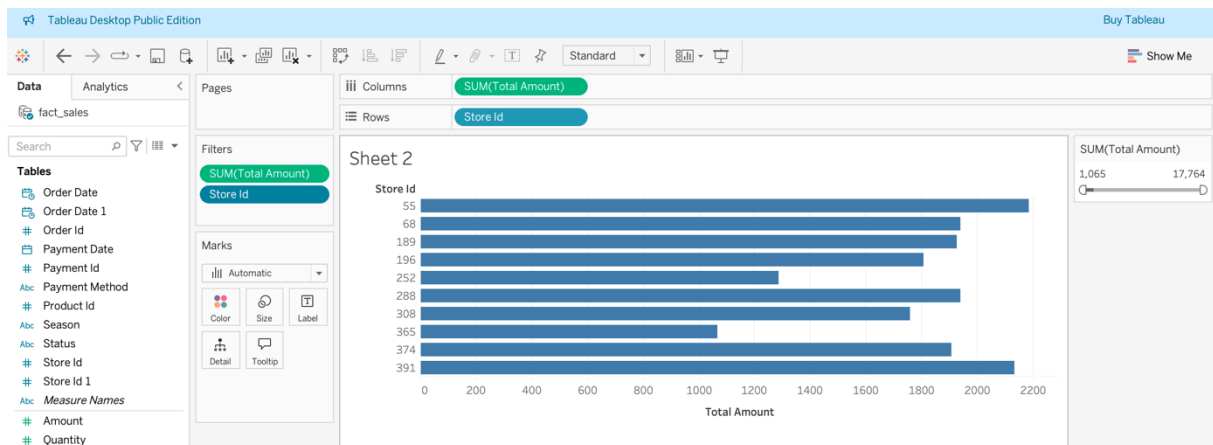 Tableau Desktop Public Edition
Buy Tableau
Standard
Show Me
Data
Analytics
fact_sales
Search
Tables
Order Date
Order Date 1
# Order Id
Payment Date
# Payment Id
Abc Payment Method
# Product Id
Abc Season
Abc Status
# Store Id
# Store Id 1
Abc Measure Names
# Amount
# Quantity
Pages
Filters
SUM(Total Amount)
Store Id
Marks
Automatic
Color
Size
T
Label
Detail
Tooltip
Columns
SUM(Total Amount)
Rows
Store Id
Sheet 2
Store Id
55
68
189
196
252
288
308
365
374
391
0 200 400 600 800 1000 1200 1400 1600 1800 2000 2200
Total Amount
SUM(Total Amount)
1,065 17,764